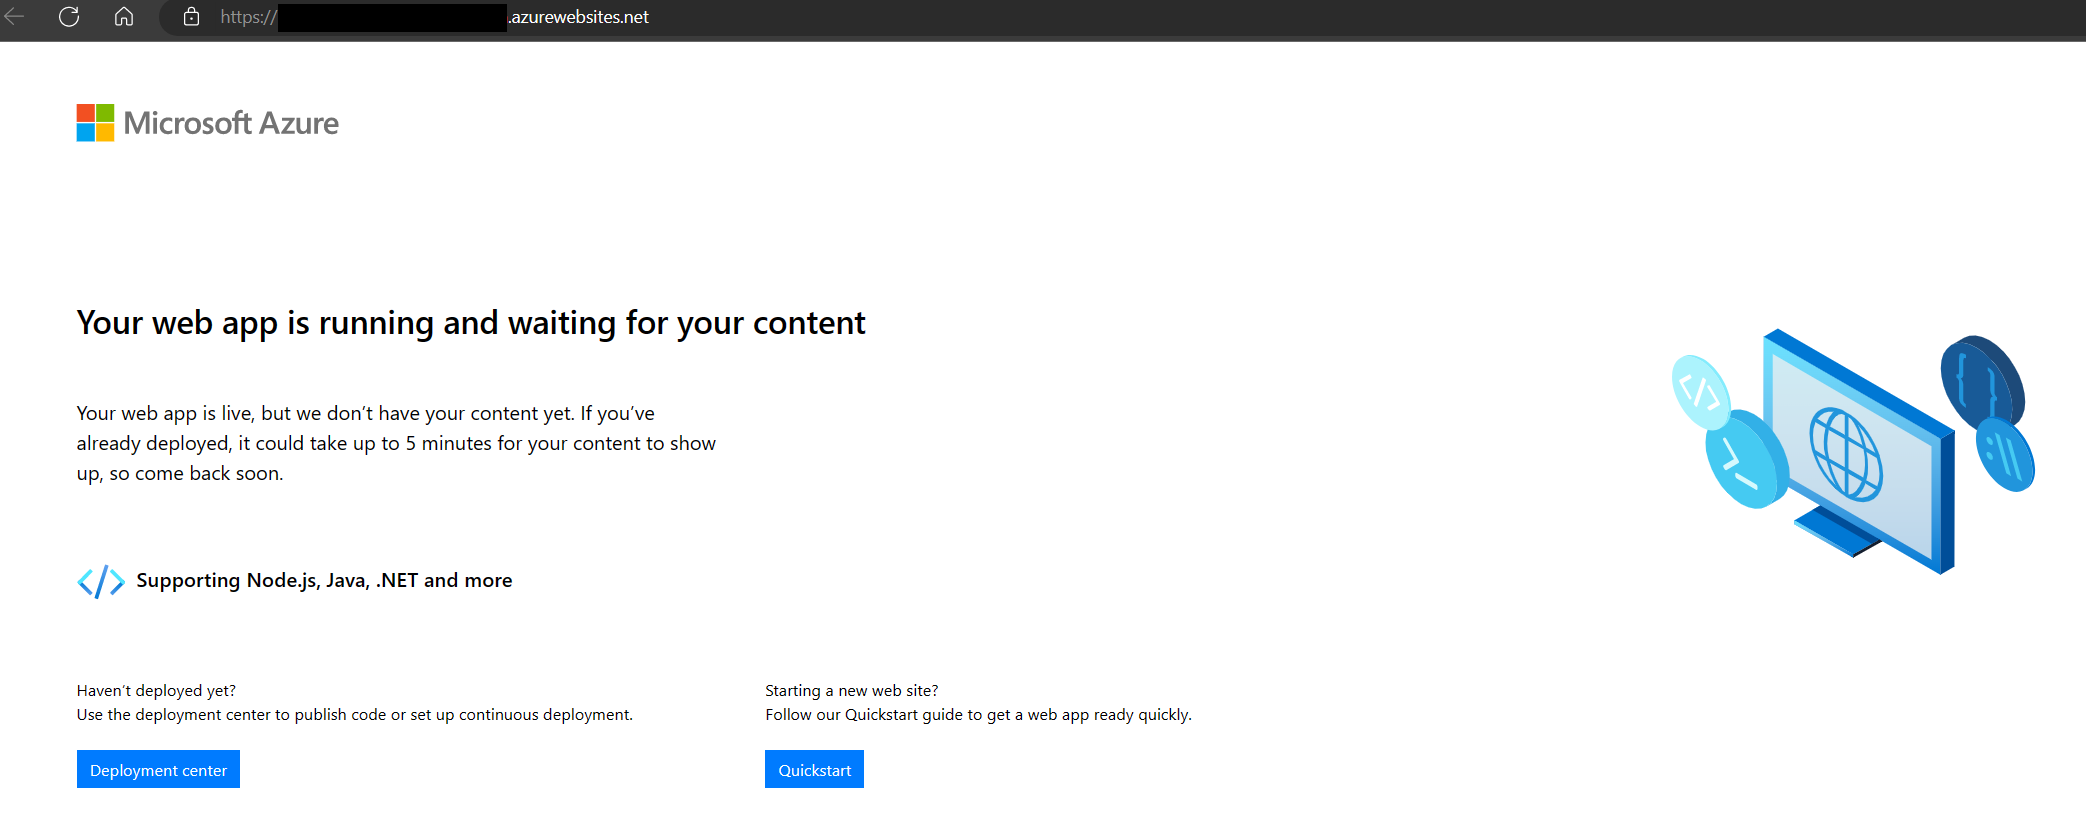 https://
.azurewebsites.net
Microsoft Azure
Your web app is running and waiting for your content
Your web app is live, but we don’t have your content yet. If you’ve
already deployed, it could take up to 5 minutes for your content to show
up, so come back soon.
</> Supporting Node.js, Java, .NET and more
Haven’t deployed yet?
Use the deployment center to publish code or set up continuous deployment.
Deployment center
Starting a new web site?
Follow our Quickstart guide to get a web app ready quickly.
Quickstart